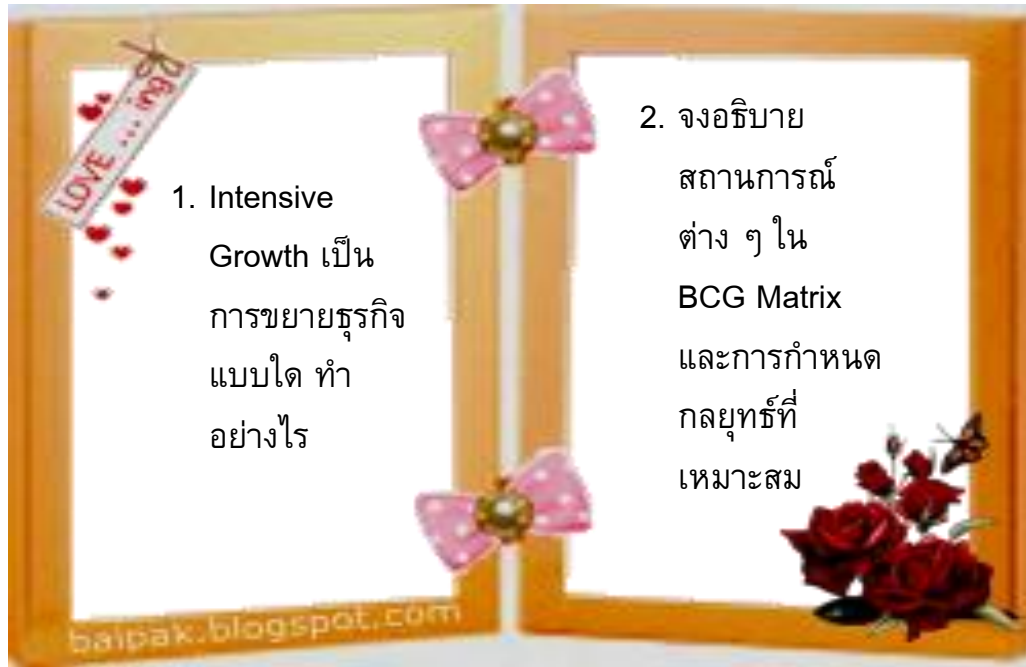 LOVE ... ing
1. Intensive
Growth เป็น
การขยายธุรกิจ
แบบใด ทำ
อย่างไร
2. จงอธิบาย
สถานการณ์
ต่าง ๆ ใน
BCG Matrix
และการกำหนด
กลยุทธ์ที่
เหมาะสม
baipak.blogspot.com